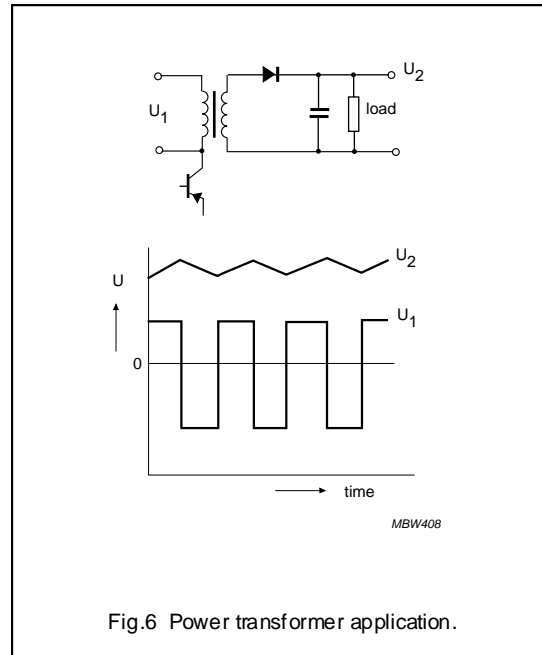 U2
U1
load
U
U2
U1
0
time
MBW408
Fig.6 Power transformer application.